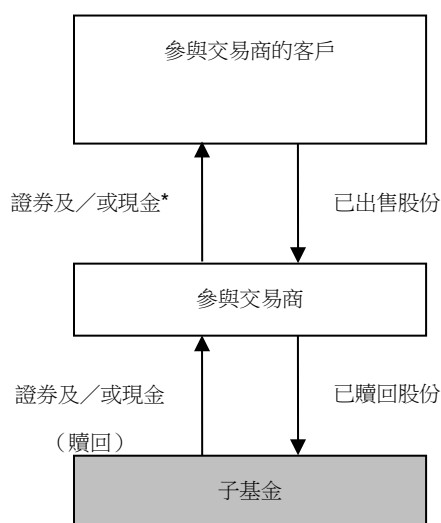 參與交易商的客戶
證券及／或現金*
已出售股份
參與交易商
證券及／或現金
已贖回股份
（贖回）
子基金